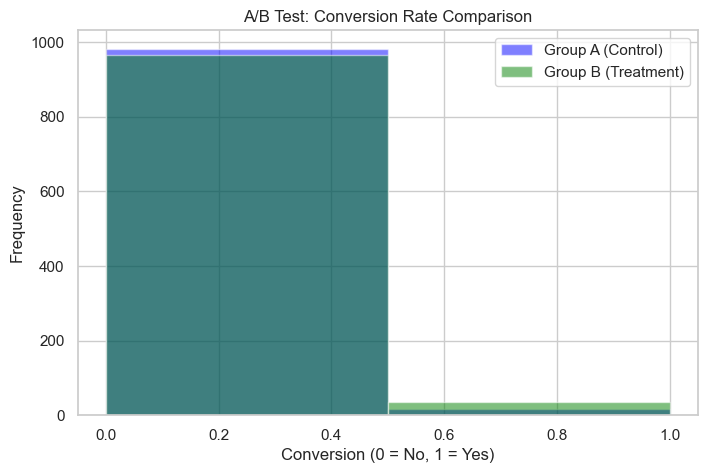 A/B Test: Conversion Rate Comparison
Group A (Control)
Group B (Treatment)
Frequency
1000
800
600
400
200
0
0.0 0.2 0.4 0.6 0.8 1.0
Conversion (0 = No, 1 = Yes)